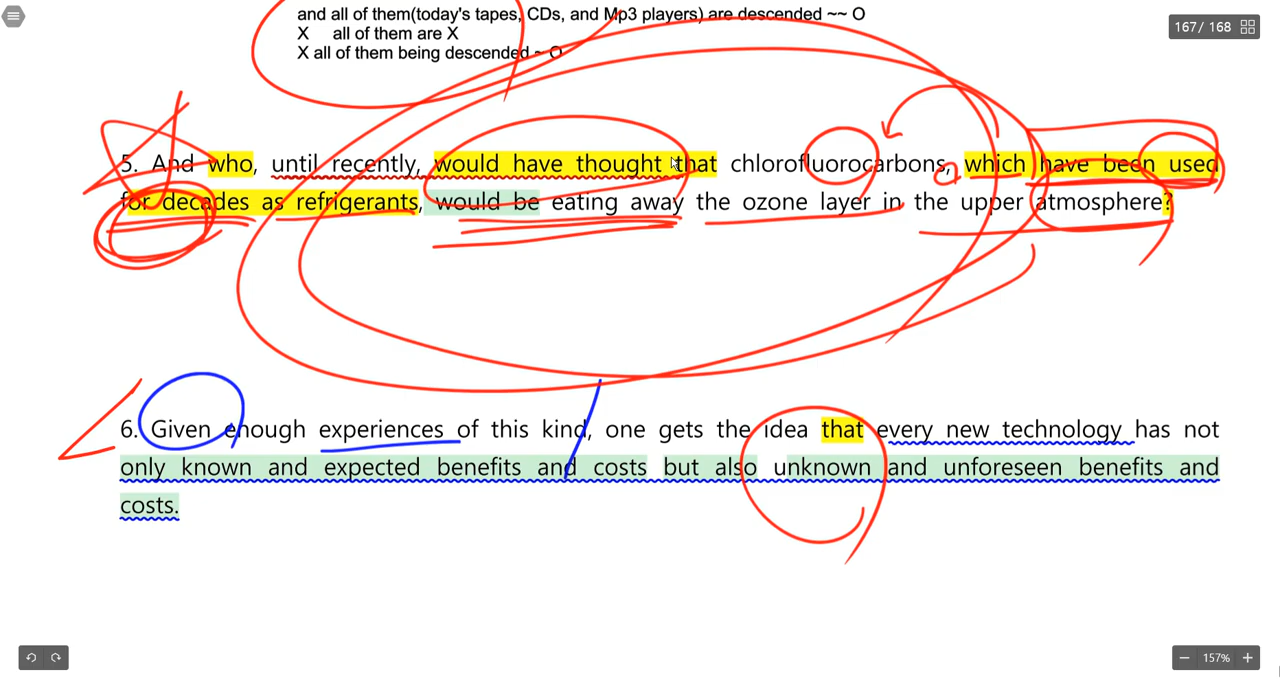 and all of them(today's tapes, CDs, and Mp3 players) are descended ~~ O
X all of them are X
X all of them being descended ~ O
167/ 168
5. And who, until recently, would have thought that chlorofluorocarbons, which have been used
for decades as refrigerants, would be eating away the ozone layer in the upper atmosphere?
6. Given enough experiences of this kind, one gets the idea that every new technology has not
only known and expected benefits and costs but also unknown and unforeseen benefits and
costs.
157%